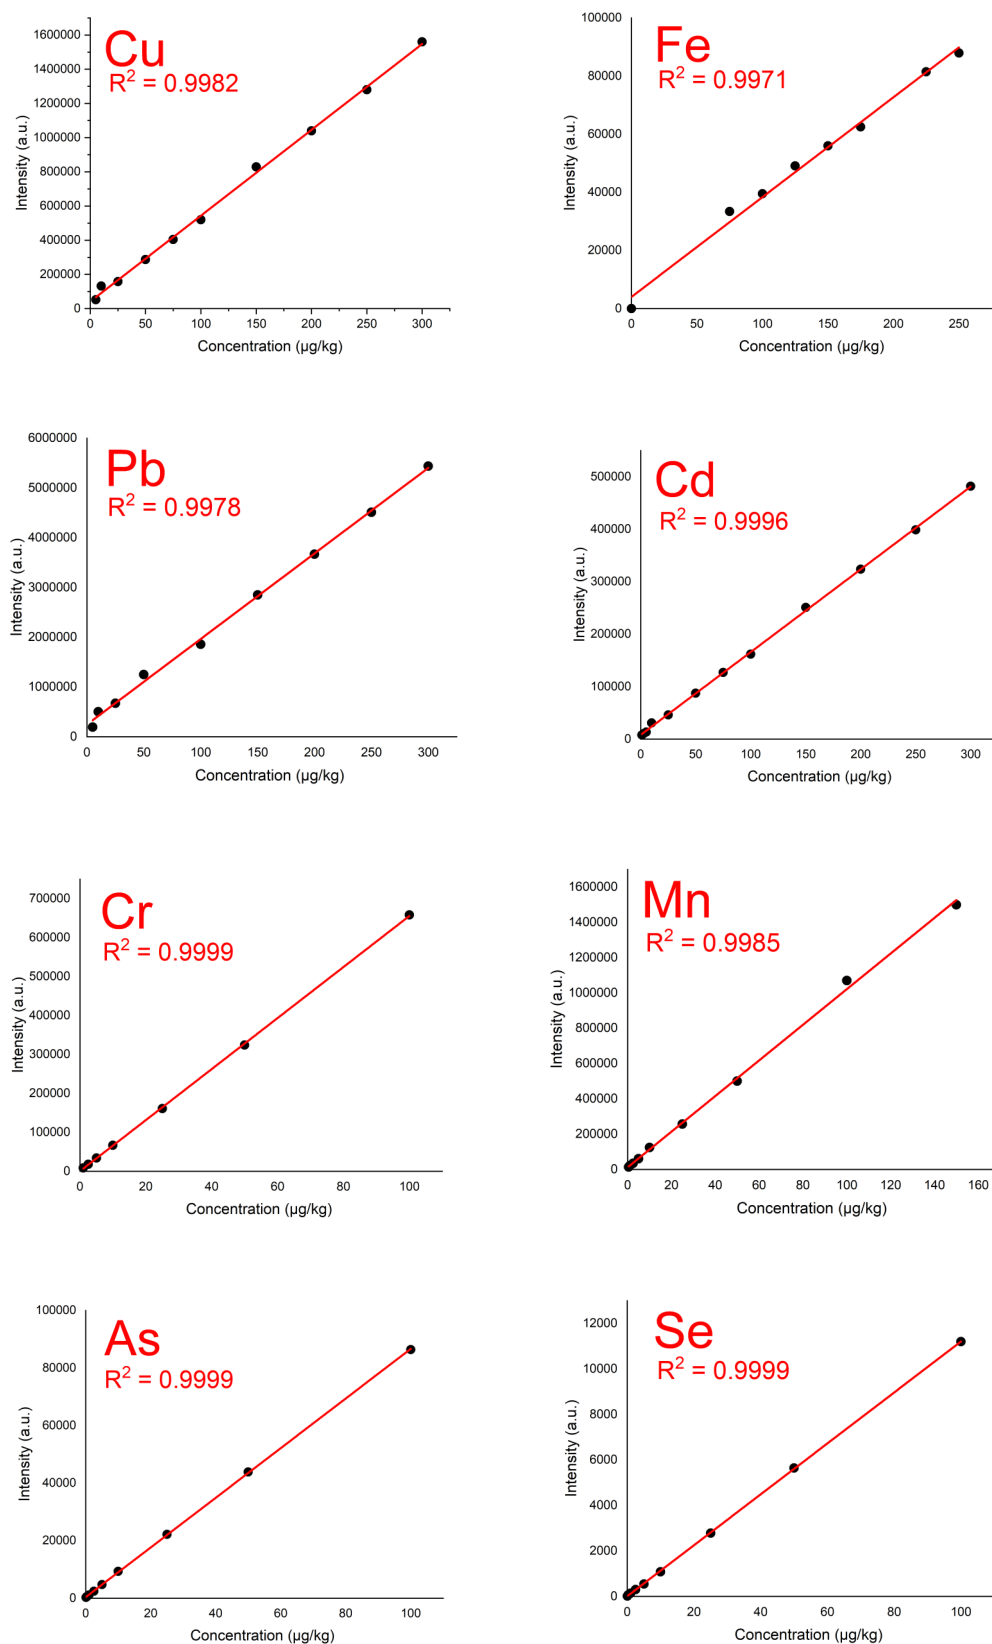 Cu
R² = 0.9982
Intensity (a.u.)
1600000
1400000
1200000
1000000
800000
600000
400000
200000
0
0 50 100 150 200 250 300
Concentration (µg/kg)
Fe
R² = 0.9971
Intensity (a.u.)
100000
80000
60000
40000
20000
0
0 50 100 150 200 250
Concentration (µg/kg)
Pb
R² = 0.9978
Intensity (a.u.)
6000000
5000000
4000000
3000000
2000000
1000000
0
0 50 100 150 200 250 300
Concentration (µg/kg)
Cd
R² = 0.9996
Intensity (a.u.)
500000
400000
300000
200000
100000
0
0 50 100 150 200 250 300
Concentration (µg/kg)
Cr
R² = 0.9999
Intensity (a.u.)
700000
600000
500000
400000
300000
200000
100000
0
0 20 40 60 80 100
Concentration (µg/kg)
Mn
R² = 0.9985
Intensity (a.u.)
1600000
1400000
1200000
1000000
800000
600000
400000
200000
0
0 20 40 60 80 100 120 140 160
Concentration (µg/kg)
As
R² = 0.9999
Intensity (a.u.)
100000
80000
60000
40000
20000
0
0 20 40 60 80 100
Concentration (µg/kg)
Se
R² = 0.9999
Intensity (a.u.)
12000
10000
8000
6000
4000
2000
0
0 20 40 60 80 100
Concentration (µg/kg)